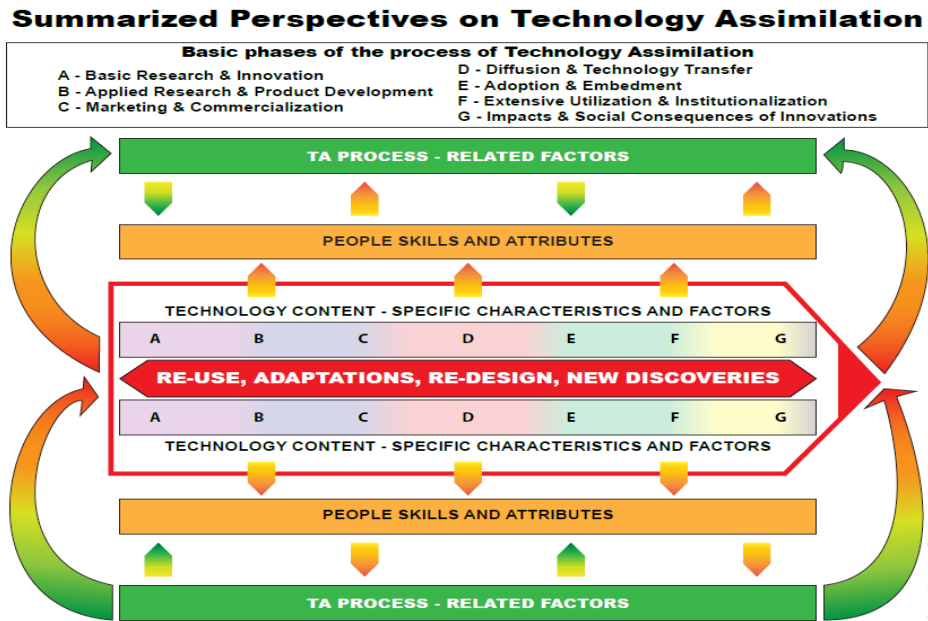 Summarized Perspectives on Technology Assimilation
Basic phases of the process of Technology Assimilation
A - Basic Research & Innovation
B - Applied Research & Product Development
C - Marketing & Commercialization
D - Diffusion & Technology Transfer
E - Adoption & Embedment
F - Extensive Utilization & Institutionalization
G - Impacts & Social Consequences of Innovations
TA PROCESS - RELATED FACTORS
PEOPLE SKILLS AND ATTRIBUTES
TECHNOLOGY CONTENT - SPECIFIC CHARACTERISTICS AND FACTORS
A B C D E F G
RE-USE, ADAPTATIONS, RE-DESIGN, NEW DISCOVERIES
A B C D E F G
TECHNOLOGY CONTENT - SPECIFIC CHARACTERISTICS AND FACTORS
PEOPLE SKILLS AND ATTRIBUTES
TA PROCESS - RELATED FACTORS